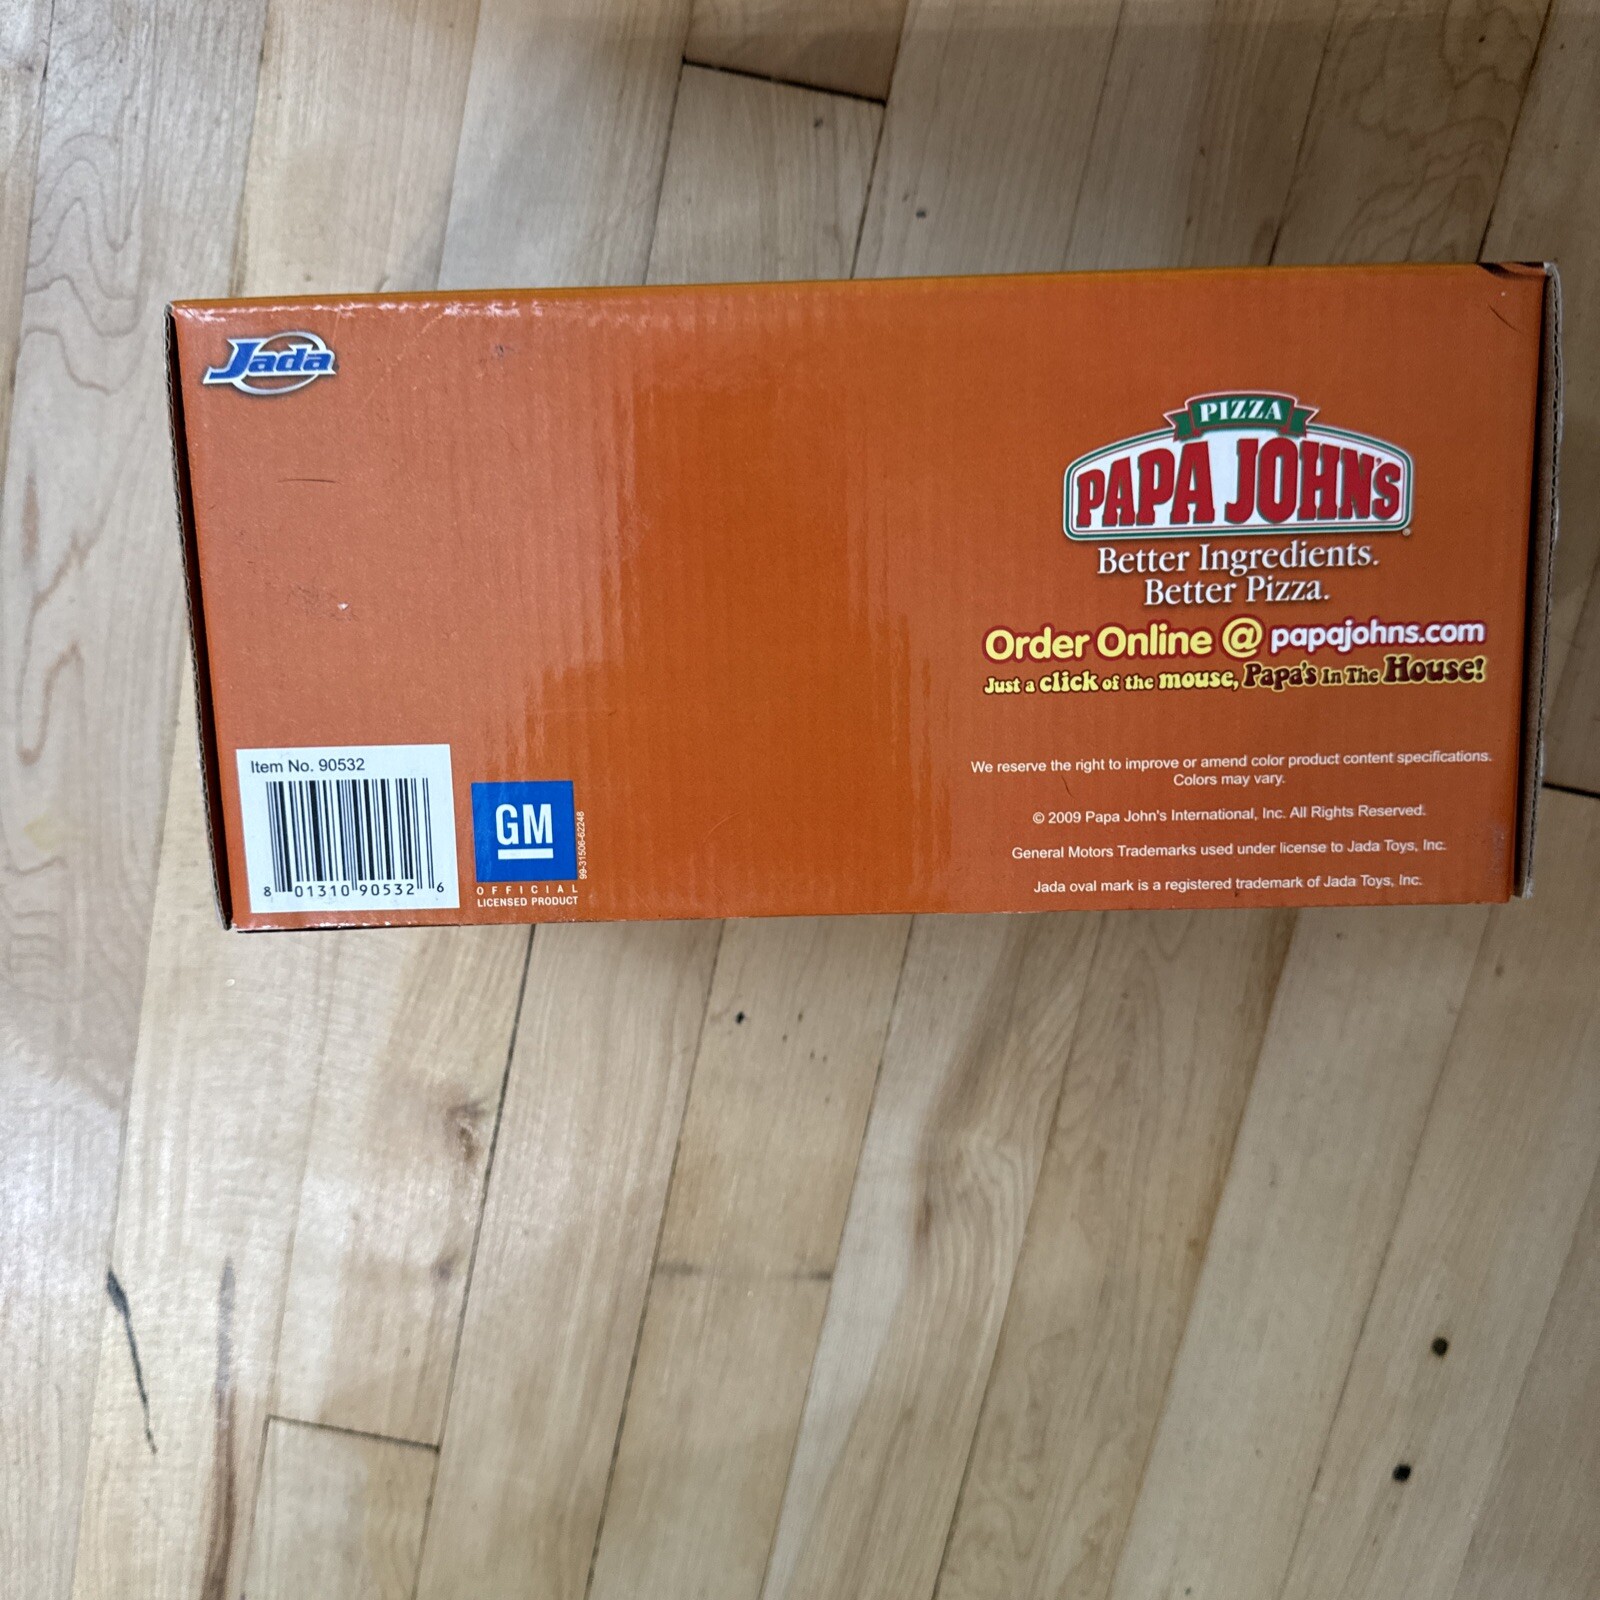 Jada
PIZZA
PAPA JOHN'S
Better Ingredients.
Better Pizza.
Order Online @ papajohns.com
Just a click of the mouse, Papa's In The House!
Item No. 90532
8 01310 90532 6
GM
99-31506-62248
OFFICIAL
LICENSED PRODUCT
We reserve the right to improve or amend color product content specifications.
Colors may vary.
© 2009 Papa John's International, Inc. All Rights Reserved.
General Motors Trademarks used under license to Jada Toys, Inc.
Jada oval mark is a registered trademark of Jada Toys, Inc.